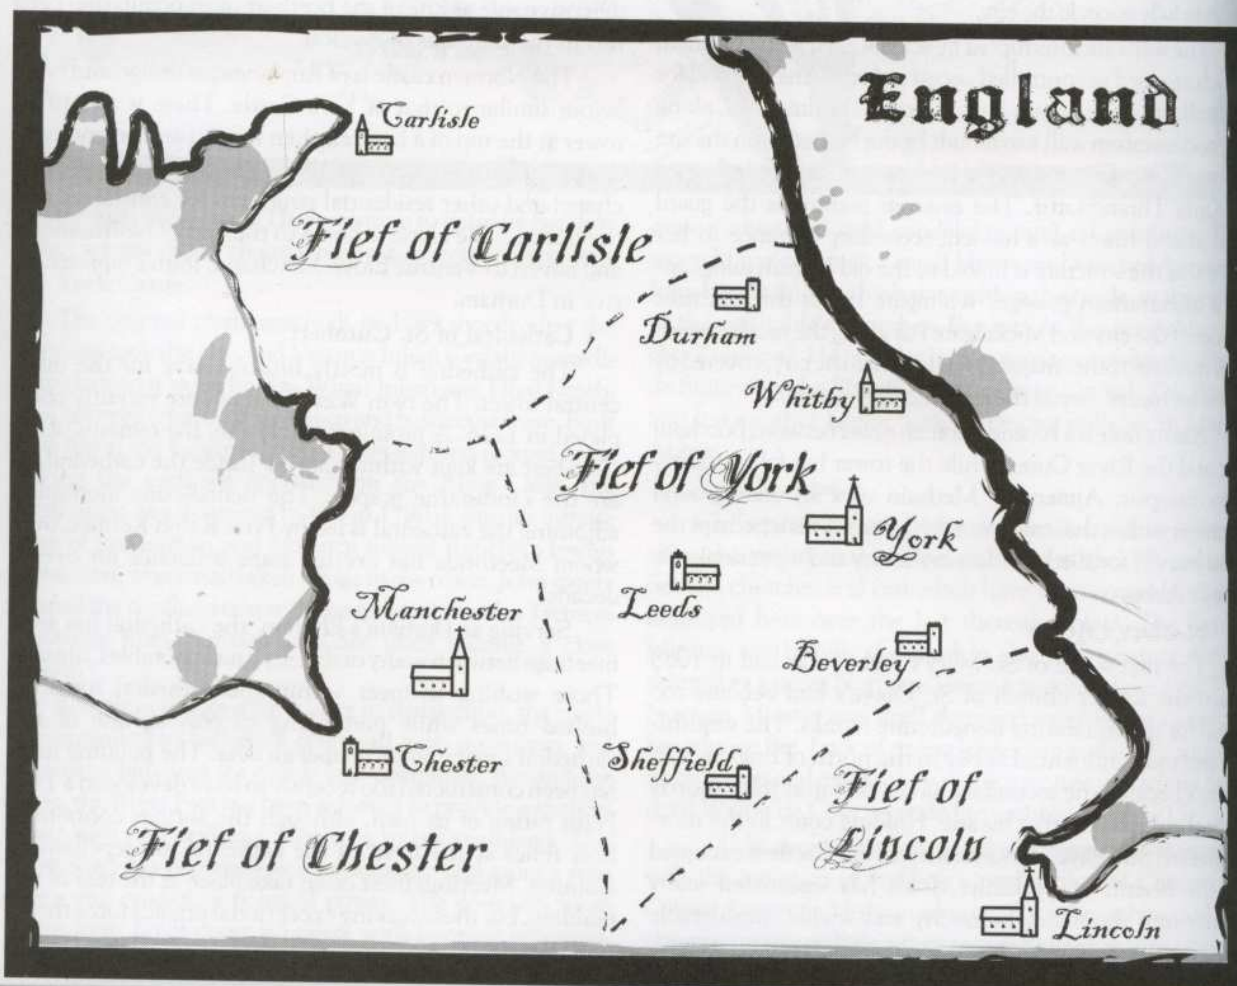 England
Carlisle
Fief of Carlisle
Durham
Whitby
Fief of York
York
Leeds
Manchester
Beverley
Chester
Sheffield
Fief of
Lincoln
Fief of Chester
Lincoln